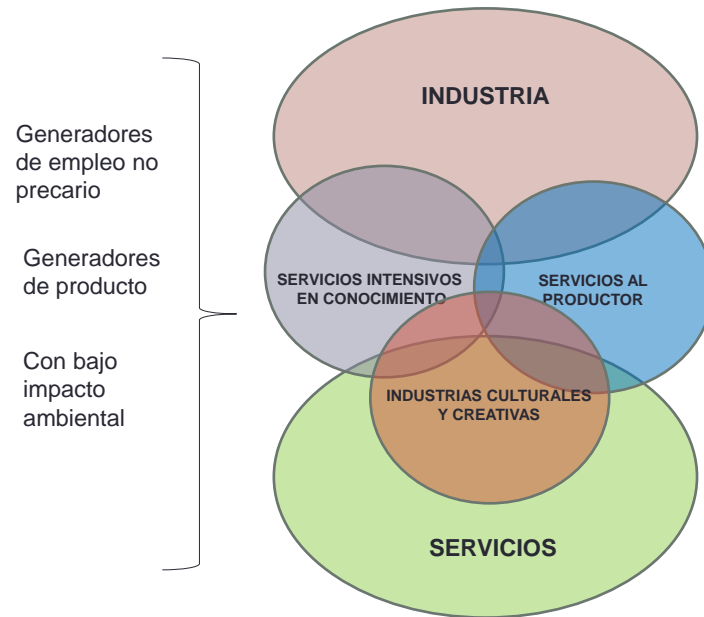 Generadores
de empleo no
precario
Generadores
de producto
Con bajo
impacto
ambiental
INDUSTRIA
SERVICIOS INTENSIVOS
EN CONOCIMIENTO
SERVICIOS AL
PRODUCTOR
INDUSTRIAS CULTURALES
Y CREATIVAS
SERVICIOS